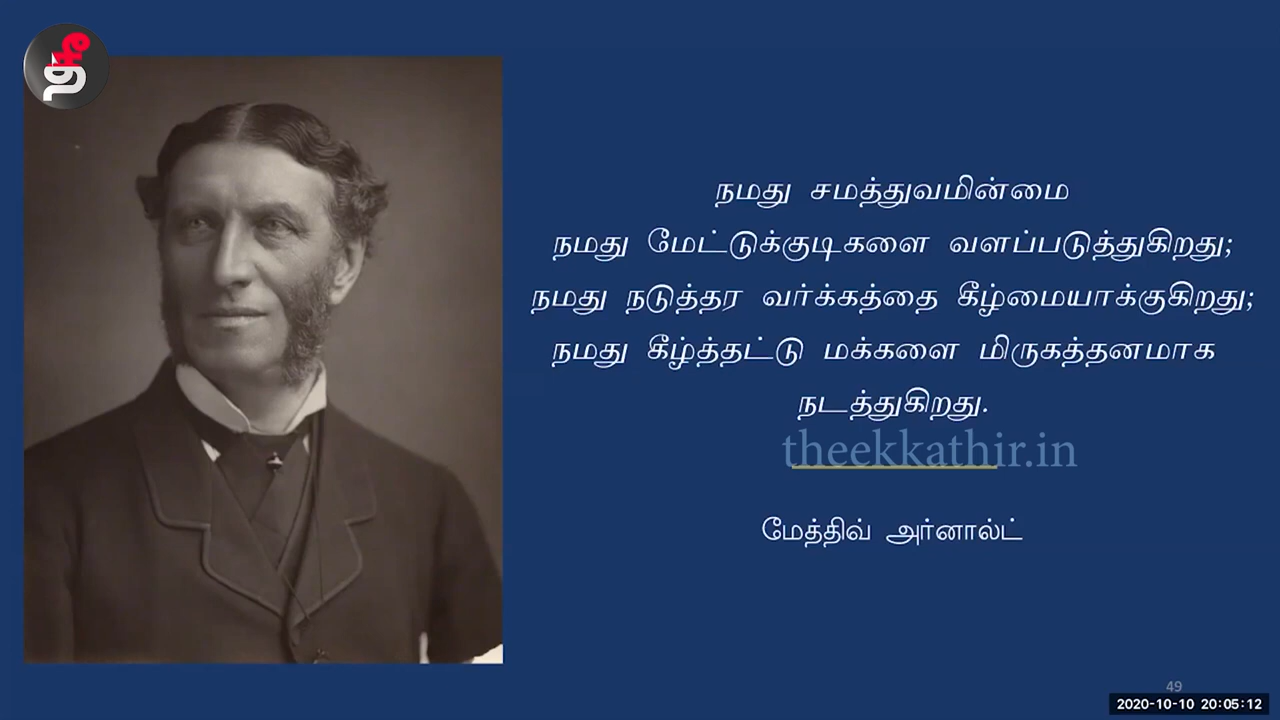 நமது சமத்துவமின்மை
நமது மேட்டுக்குடிகளை வளப்படுத்துகிறது;
நமது நடுத்தர வர்க்கத்தை கீழ்மையாக்குகிறது;
நமது கீழ்த்தட்டு மக்களை மிருகத்தனமாக
நடத்துகிறது.
theekkathir.in
மேத்திவ் அர்னால்ட்
49
2020-10-10 20:05:12